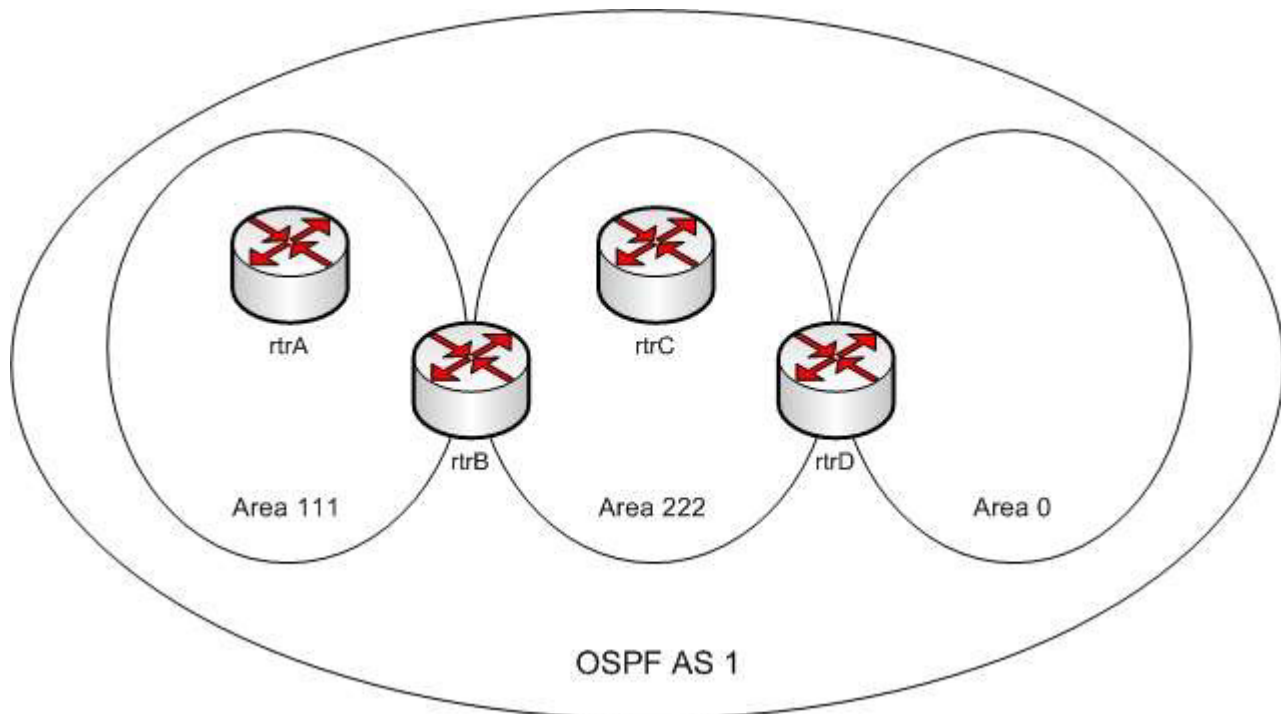 rtrA
rtrC
rtrB
rtrD
Area 111
Area 222
Area 0
OSPF AS 1